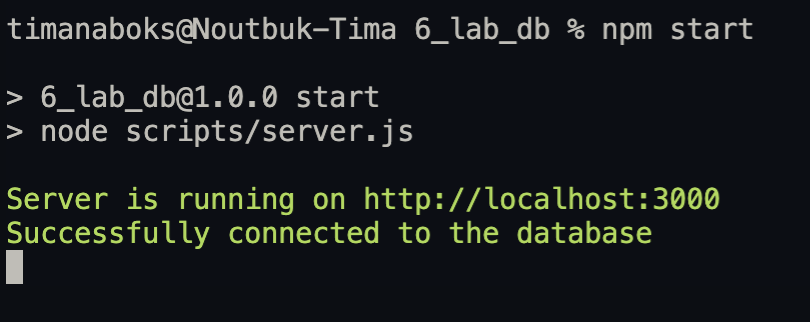 timanaboks@Noutbuk-Tima 6_lab_db % npm start
> 6_lab_db@1.0.0 start
> node scripts/server.js
Server is running on http://localhost:3000
Successfully connected to the database